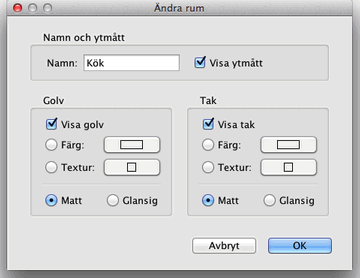 Ändra rum
Namn och ytmått
Namn: Kök Visa ytmått
Golv
Visa golv
Färg:
Textur:
Matt Glansig
Tak
Visa tak
Färg:
Textur:
Matt Glansig
Avbryt OK